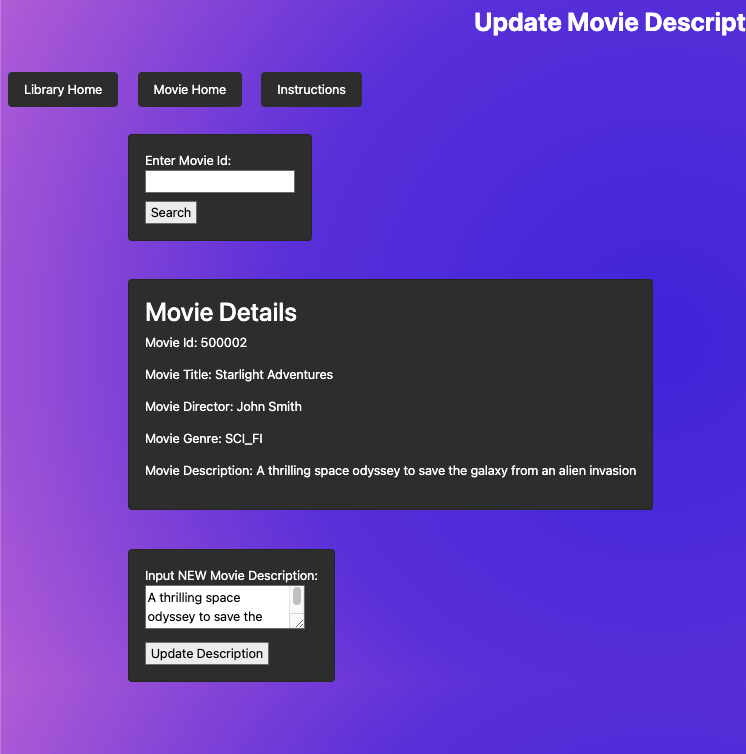 Update Movie Descript
Library Home
Movie Home
Instructions
Enter Movie Id:
Search
Movie Details
Movie Id: 500002
Movie Title: Starlight Adventures
Movie Director: John Smith
Movie Genre: SCI_FI
Movie Description: A thrilling space odyssey to save the galaxy from an alien invasion
Input NEW Movie Description:
A thrilling space
odyssey to save the
Update Description